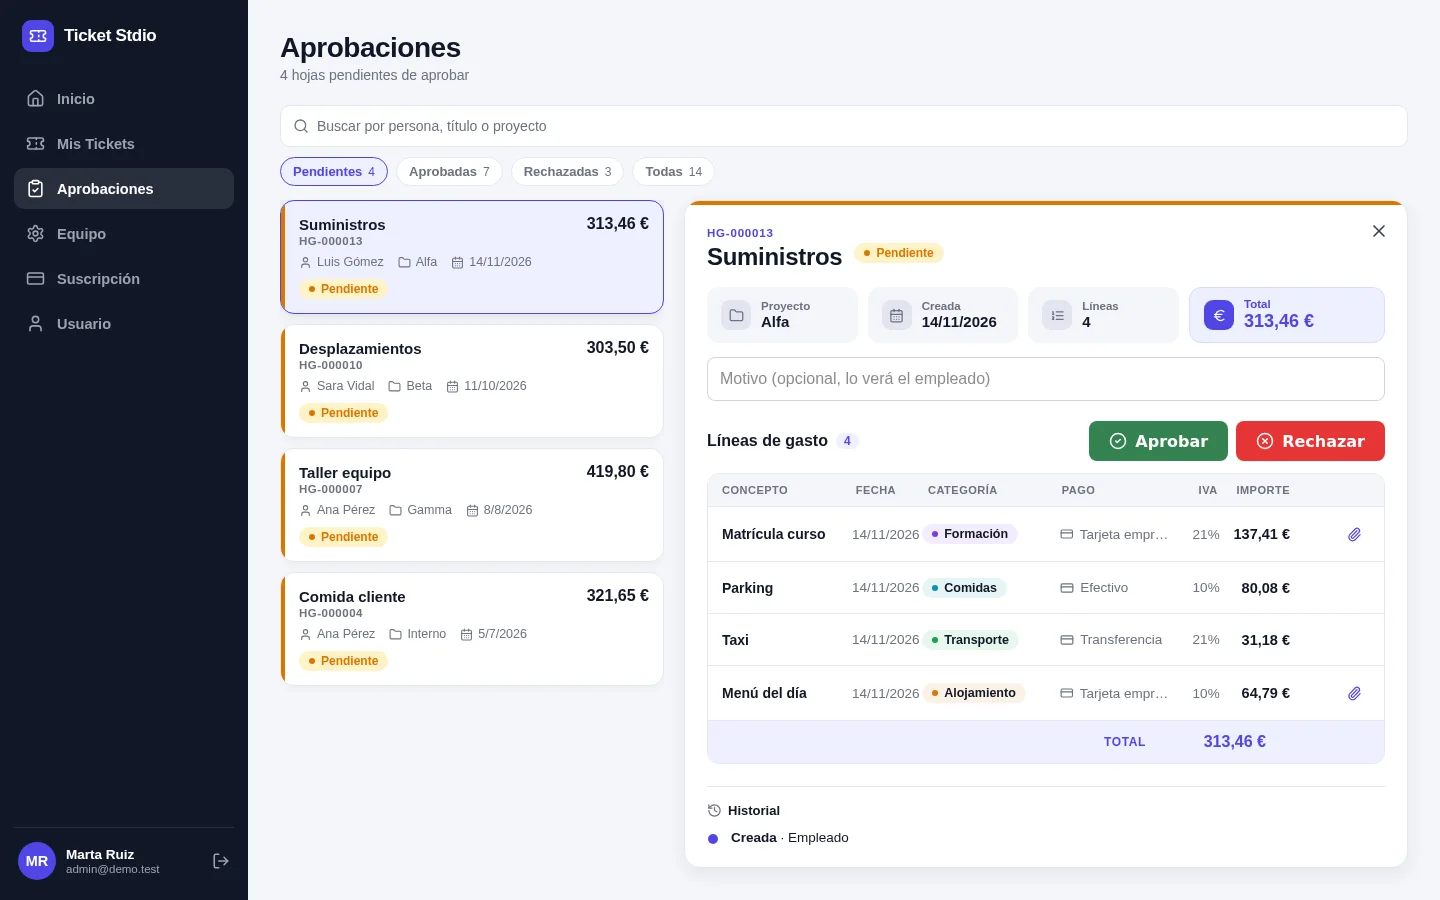 Ticket Stdio
Inicio
Mis Tickets
Aprobaciones
Equipo
Suscripción
Usuario
MR
Marta Ruiz
admin@demo.test
Aprobaciones
4 hojas pendientes de aprobar
Buscar por persona, título o proyecto
Pendientes 4
Aprobadas 7
Rechazadas 3
Todas 14
Suministros 313,46 €
HG-000013
Luis Gómez Alfa 14/11/2026
Pendiente
Desplazamientos 303,50 €
HG-000010
Sara Vidal Beta 11/10/2026
Pendiente
Taller equipo 419,80 €
HG-000007
Ana Pérez Gamma 8/8/2026
Pendiente
Comida cliente 321,65 €
HG-000004
Ana Pérez Interno 5/7/2026
Pendiente
HG-000013
Suministros Pendiente
Proyecto
Alfa
Creada
14/11/2026
Líneas
4
Total
313,46 €
Motivo (opcional, lo verá el empleado)
Líneas de gasto 4
Aprobar
Rechazar
CONCEPTO FECHA CATEGORÍA PAGO IVA IMPORTE
Matrícula curso 14/11/2026 Formación Tarjeta empr… 21% 137,41 €
Parking 14/11/2026 Comidas Efectivo 10% 80,08 €
Taxi 14/11/2026 Transporte Transferencia 21% 31,18 €
Menú del día 14/11/2026 Alojamiento Tarjeta empr… 10% 64,79 €
TOTAL 313,46 €
Historial
Creada · Empleado